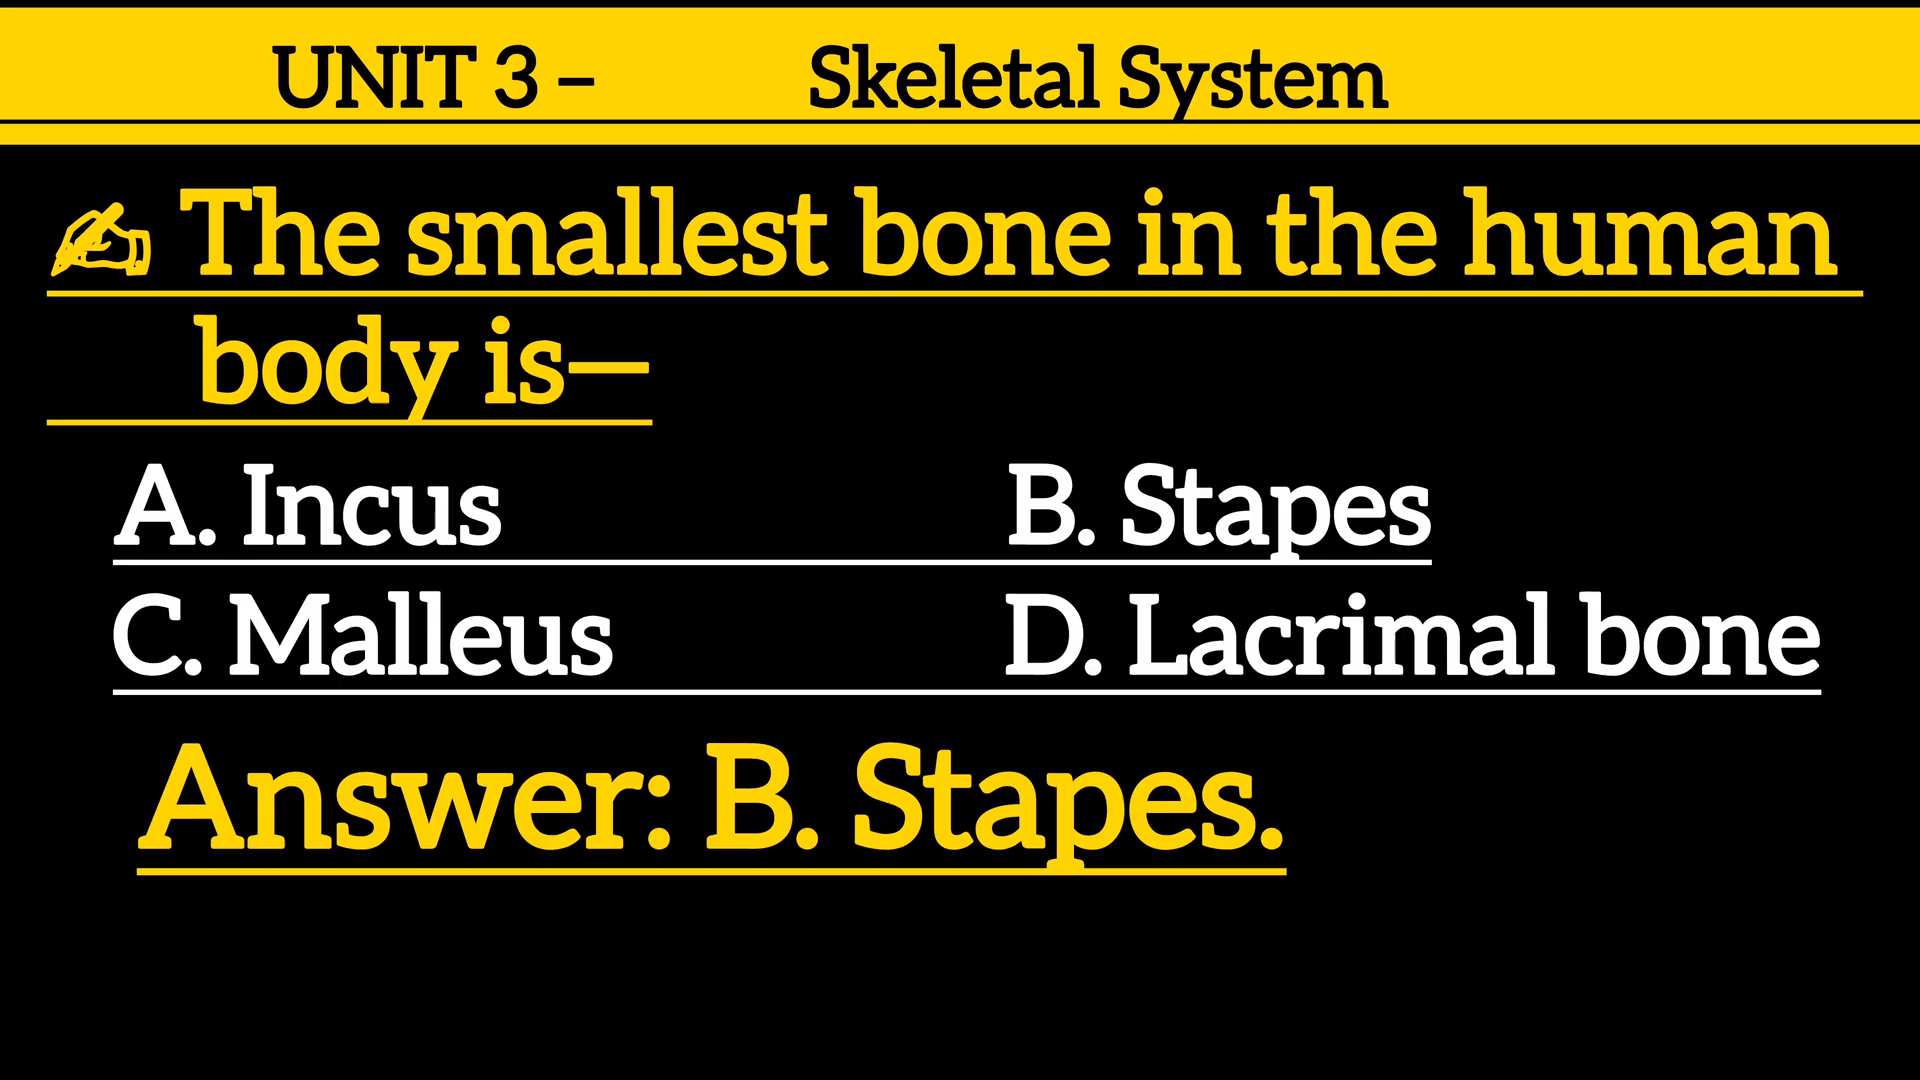 UNIT 3 – Skeletal System
✍ The smallest bone in the human
body is—
A. Incus B. Stapes
C. Malleus D. Lacrimal bone
Answer: B. Stapes.